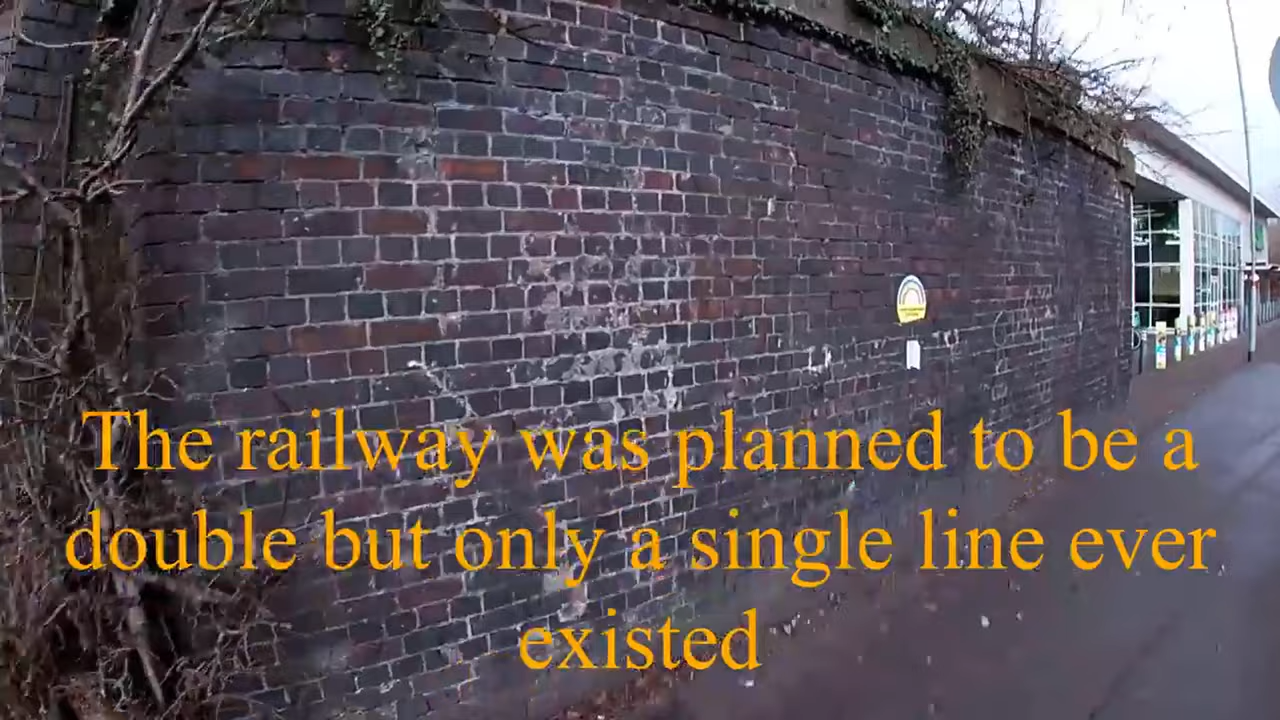 The railway was planned to be a
double but only a single line ever
existed